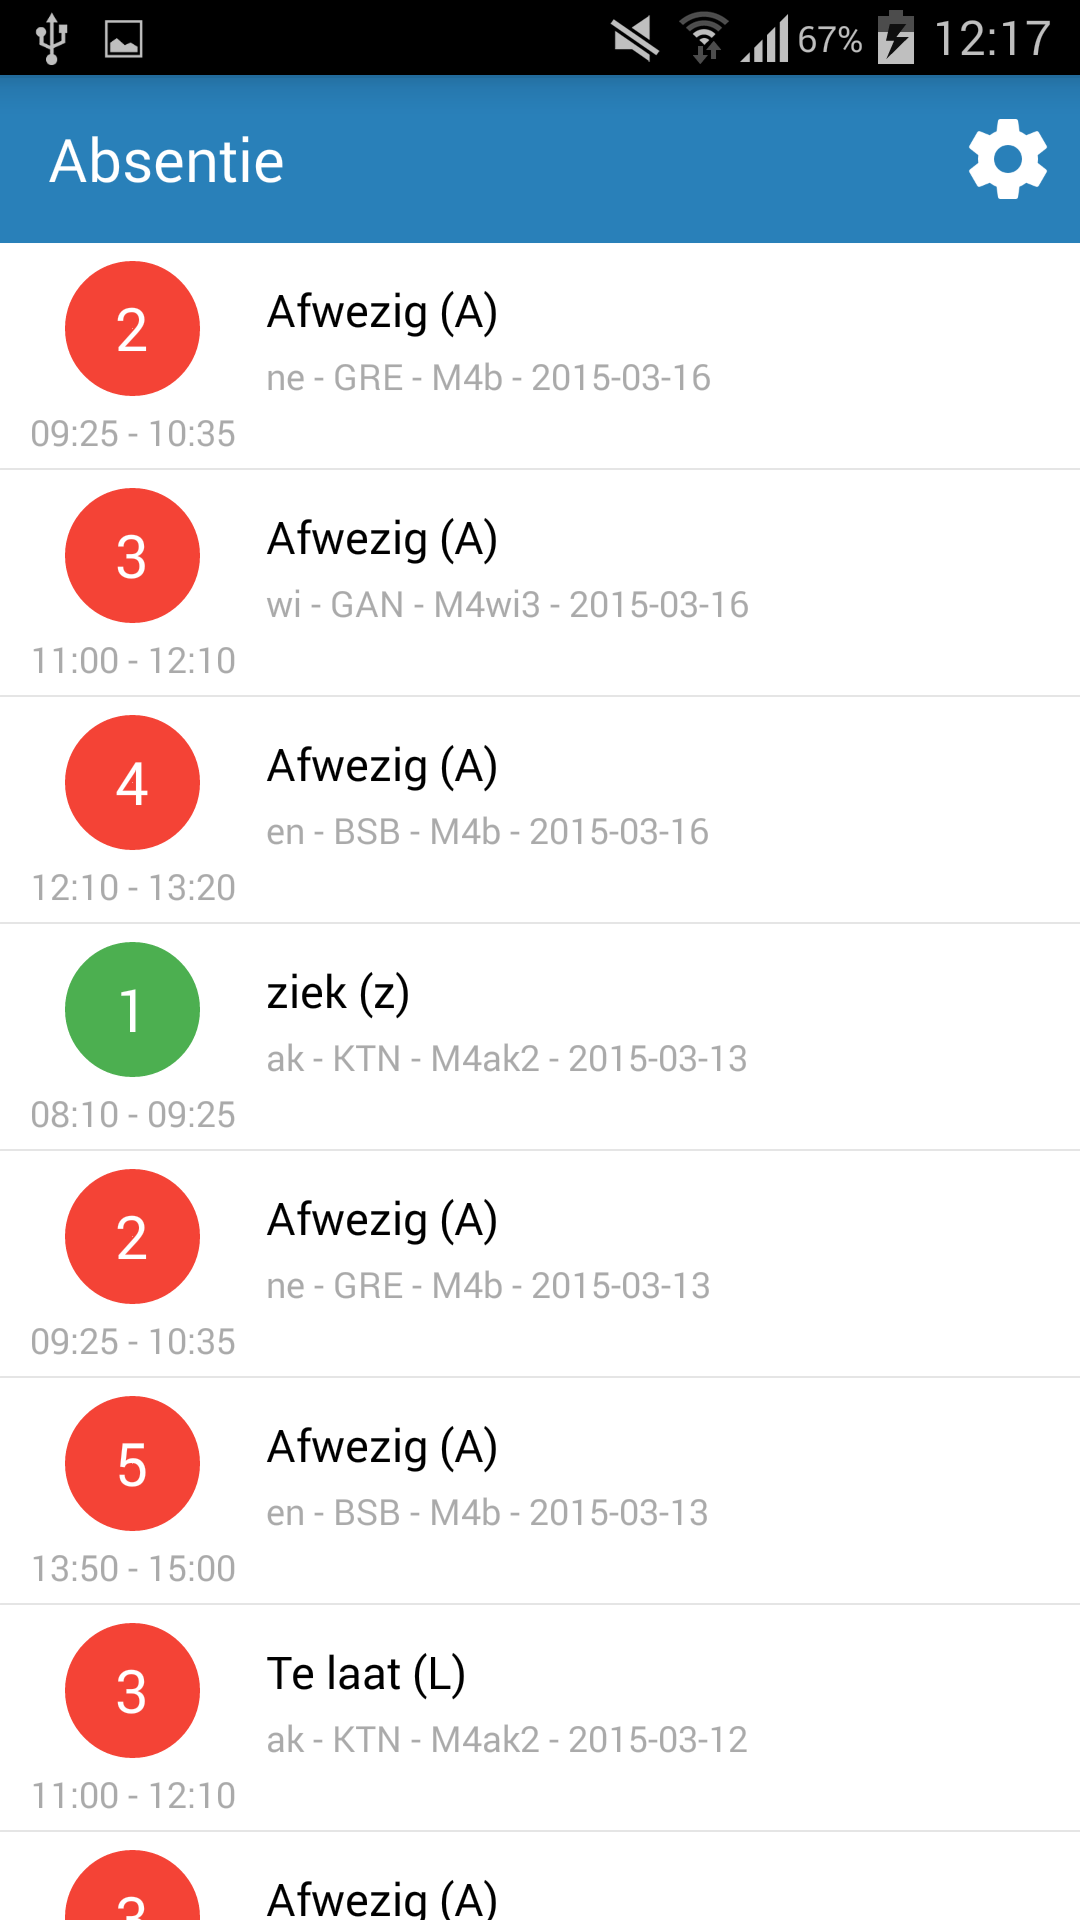 67% 12:17
Absentie
2
Afwezig (A)
ne - GRE - M4b - 2015-03-16
09:25 - 10:35
3
Afwezig (A)
wi - GAN - M4wi3 - 2015-03-16
11:00 - 12:10
4
Afwezig (A)
en - BSB - M4b - 2015-03-16
12:10 - 13:20
1
ziek (z)
ak - KTN - M4ak2 - 2015-03-13
08:10 - 09:25
2
Afwezig (A)
ne - GRE - M4b - 2015-03-13
09:25 - 10:35
5
Afwezig (A)
en - BSB - M4b - 2015-03-13
13:50 - 15:00
3
Te laat (L)
ak - KTN - M4ak2 - 2015-03-12
11:00 - 12:10
3
Afwezig (A)